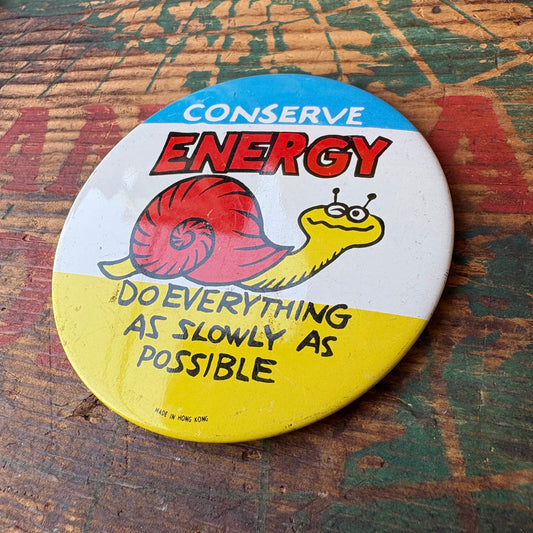 CONSERVE
ENERGY
DO EVERYTHING
AS SLOWLY AS
POSSIBLE
MADE IN HONG KONG